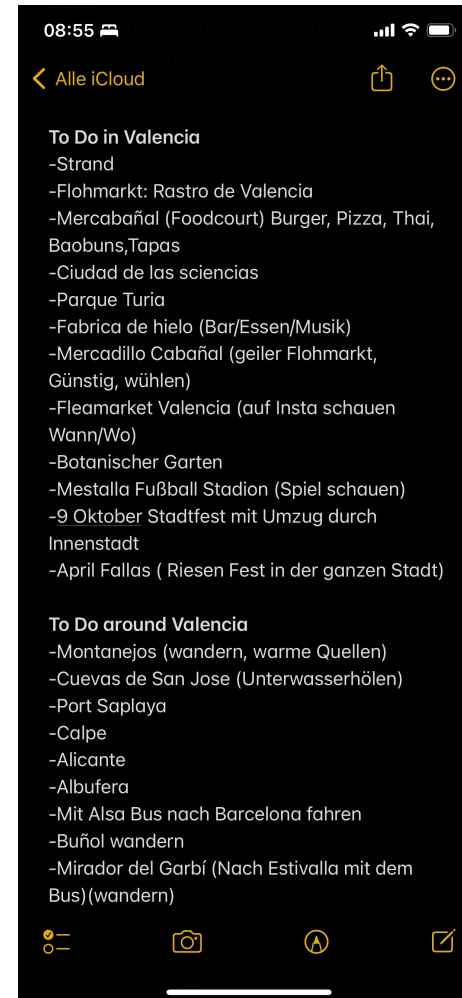 08:55
Alle iCloud
To Do in Valencia
-Strand
-Flohmarkt: Rastro de Valencia
-Mercabañal (Foodcourt) Burger, Pizza, Thai,
Baobuns,Tapas
-Ciudad de las sciencias
-Parque Turia
-Fabrica de hielo (Bar/Essen/Musik)
-Mercadillo Cabañal (geiler Flohmarkt,
Günstig, wühlen)
-Fleamarket Valencia (auf Insta schauen
Wann/Wo)
-Botanischer Garten
-Mestalla Fußball Stadion (Spiel schauen)
-9 Oktober Stadtfest mit Umzug durch
Innenstadt
-April Fallas ( Riesen Fest in der ganzen Stadt)
To Do around Valencia
-Montanejos (wandern, warme Quellen)
-Cuevas de San Jose (Unterwasserhölen)
-Port Saplaya
-Calpe
-Alicante
-Albufera
-Mit Alsa Bus nach Barcelona fahren
-Buñol wandern
-Mirador del Garbí (Nach Estivalla mit dem
Bus)(wandern)